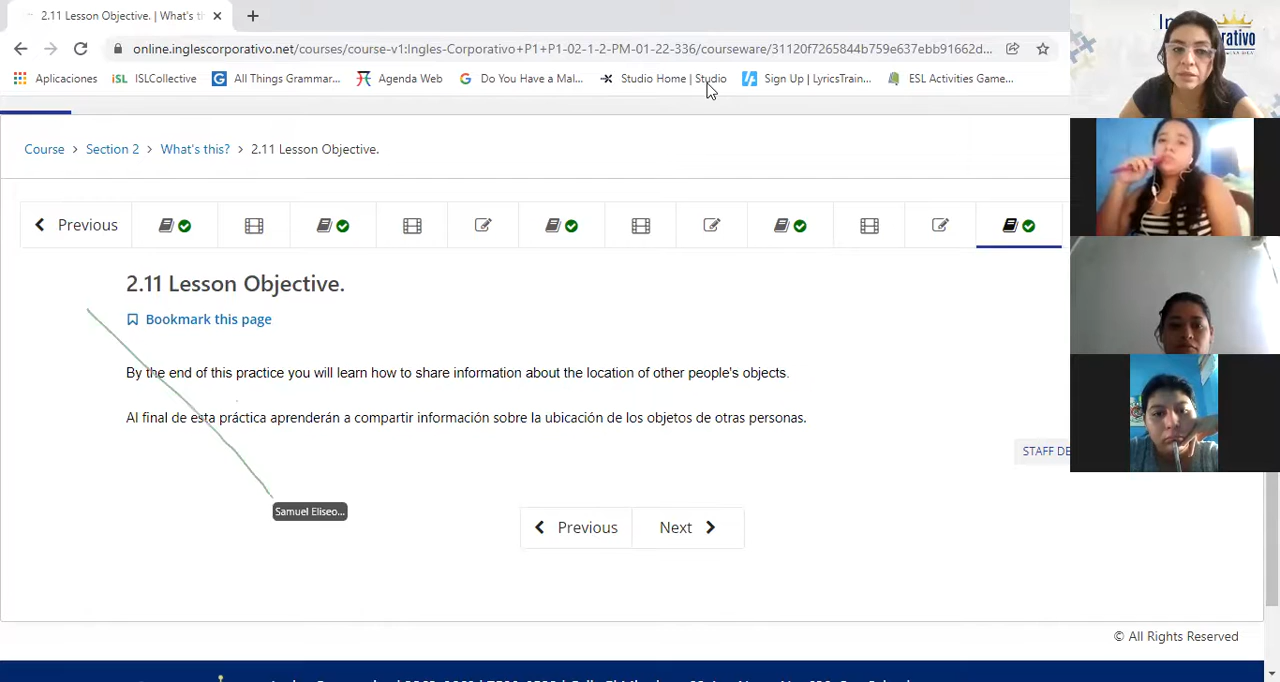 2.11 Lesson Objective. | What's th
online.inglescorporativo.net/courses/course-v1:Ingles-Corporativo+P1+P1-02-1-2-PM-01-22-336/courseware/31120f7265844b759e637ebb91662d...
Aplicaciones iSL ISLCollective All Things Grammar... Agenda Web Do You Have a Mal... Studio Home | Studio Sign Up | LyricsTrain... ESL Activities Game...
Course > Section 2 > What's this? > 2.11 Lesson Objective.
Previous
2.11 Lesson Objective.
Bookmark this page
By the end of this practice you will learn how to share information about the location of other people's objects.
Al final de esta práctica aprenderán a compartir información sobre la ubicación de los objetos de otras personas.
STAFF DE
Samuel Eliseo...
Previous Next
© All Rights Reserved